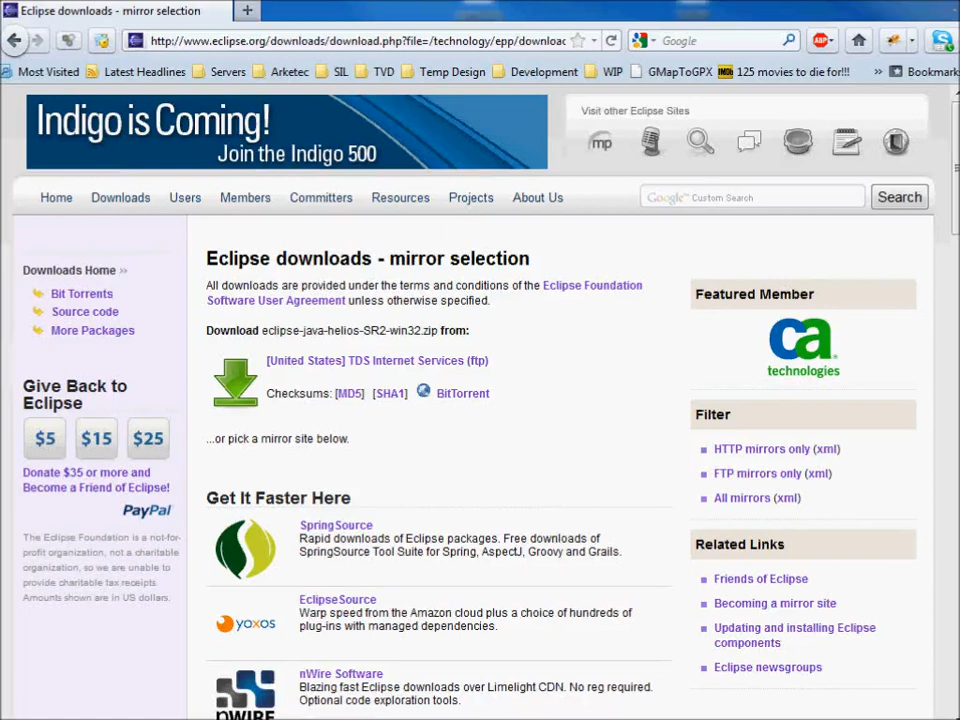 Eclipse downloads - mirror selection
http://www.eclipse.org/downloads/download.php?file=/technology/epp/downloac
Google
ABP
Most Visited
Latest Headlines
Servers
Arketec
SIL
TVD
Temp Design
Development
WIP
GMapToGPX
IMDb
125 movies to die for!!!
»
Bookmark
Indigo is Coming!
Join the Indigo 500
Visit other Eclipse Sites
mp
Home
Downloads
Users
Members
Committers
Resources
Projects
About Us
Google™ Custom Search
Search
Downloads Home »
Bit Torrents
Source code
More Packages
Give Back to
Eclipse
$5
$15
$25
Donate $35 or more and
Become a Friend of Eclipse!
PayPal
The Eclipse Foundation is a not-for-
profit organization, not a charitable
organization, so we are unable to
provide charitable tax receipts.
Amounts shown are in US dollars.
Eclipse downloads - mirror selection
All downloads are provided under the terms and conditions of the Eclipse Foundation
Software User Agreement unless otherwise specified.
Download eclipse-java-helios-SR2-win32.zip from:
[United States] TDS Internet Services (ftp)
Checksums: [MD5] [SHA1] BitTorrent
...or pick a mirror site below.
Get It Faster Here
SpringSource
Rapid downloads of Eclipse packages. Free downloads of
SpringSource Tool Suite for Spring, AspectJ, Groovy and Grails.
yoxos
EclipseSource
Warp speed from the Amazon cloud plus a choice of hundreds of
plug-ins with managed dependencies.
nWIRE
nWire Software
Blazing fast Eclipse downloads over Limelight CDN. No reg required.
Optional code exploration tools.
Featured Member
ca
technologies
Filter
HTTP mirrors only (xml)
FTP mirrors only (xml)
All mirrors (xml)
Related Links
Friends of Eclipse
Becoming a mirror site
Updating and installing Eclipse
components
Eclipse newsgroups